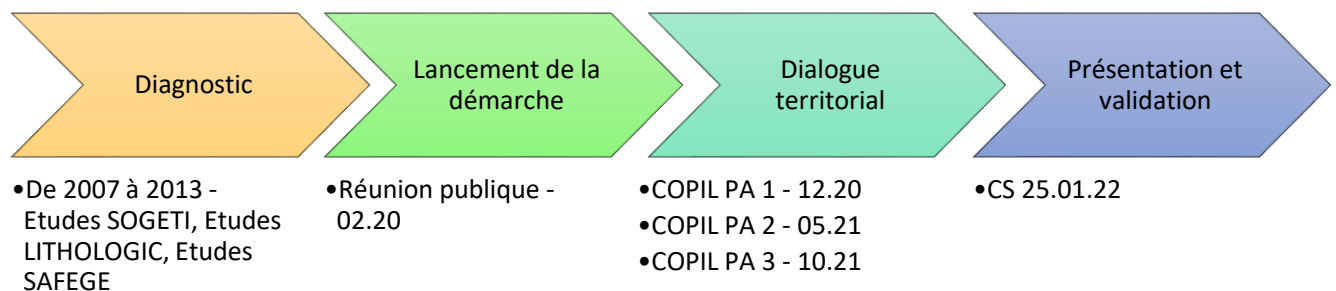 Diagnostic
•De 2007 à 2013 -
Etudes SOGETI, Etudes
LITHOLOGIC, Etudes
SAFEGE
Lancement de la
démarche
•Réunion publique -
02.20
Dialogue
territorial
•COPIL PA 1 - 12.20
•COPIL PA 2 - 05.21
•COPIL PA 3 - 10.21
Présentation et
validation
•CS 25.01.22